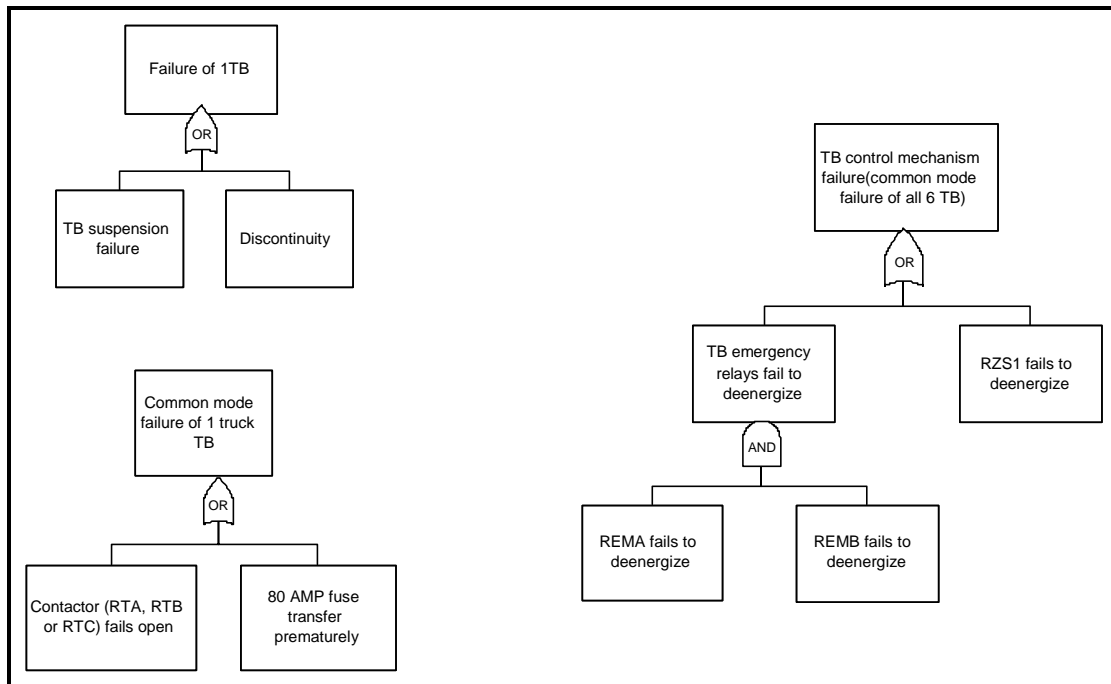 Failure of 1TB
OR
TB suspension
failure
Discontinuity
Common mode
failure of 1 truck
TB
OR
Contactor (RTA, RTB
or RTC) fails open
80 AMP fuse
transfer
prematurely
TB control mechanism
failure(common mode
failure of all 6 TB)
OR
TB emergency
relays fail to
deenergize
RZS1 fails to
deenergize
AND
REMA fails to
deenergize
REMB fails to
deenergize